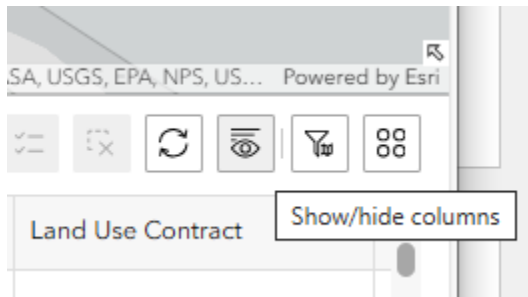 SA, USGS, EPA, NPS, US... Powered by Esri
Show/hide columns
Land Use Contract